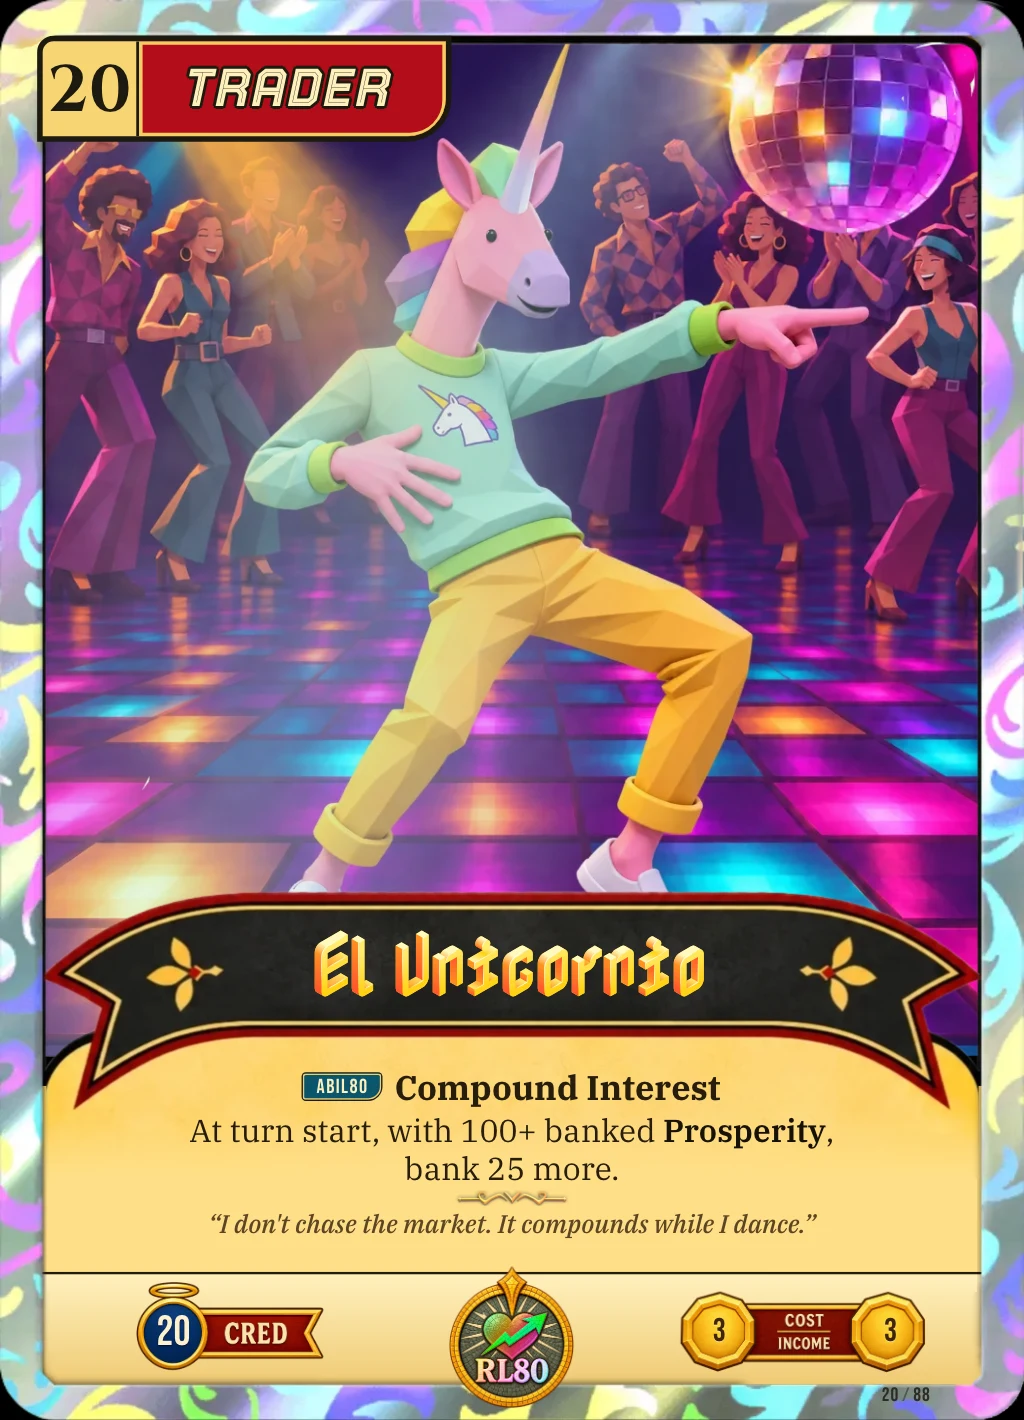 20 TRADER
El Unicornio
ABIL80 Compound Interest
At turn start, with 100+ banked Prosperity,
bank 25 more.
“I don't chase the market. It compounds while I dance.”
20 CRED
RL80
3 COST INCOME 3
20 / 88